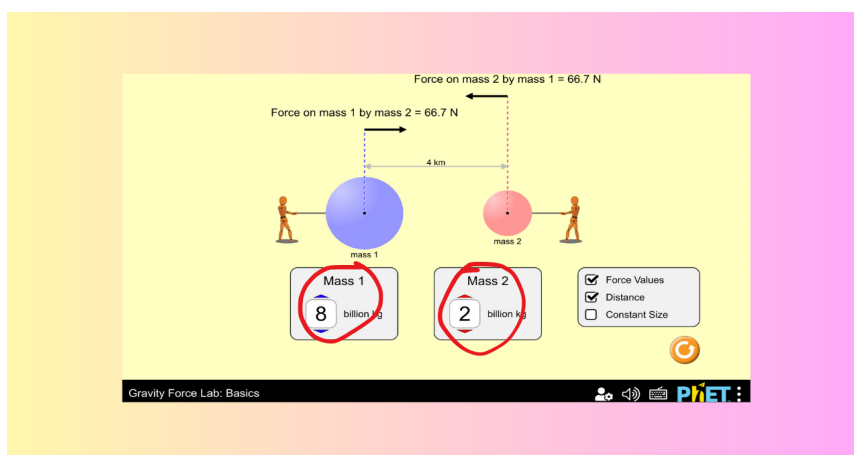 Force on mass 2 by mass 1 = 66.7 N
Force on mass 1 by mass 2 = 66.7 N
4 km
mass 1
mass 2
Mass 1
8 billion kg
Mass 2
2 billion kg
Force Values
Distance
Constant Size
Gravity Force Lab: Basics
PhET